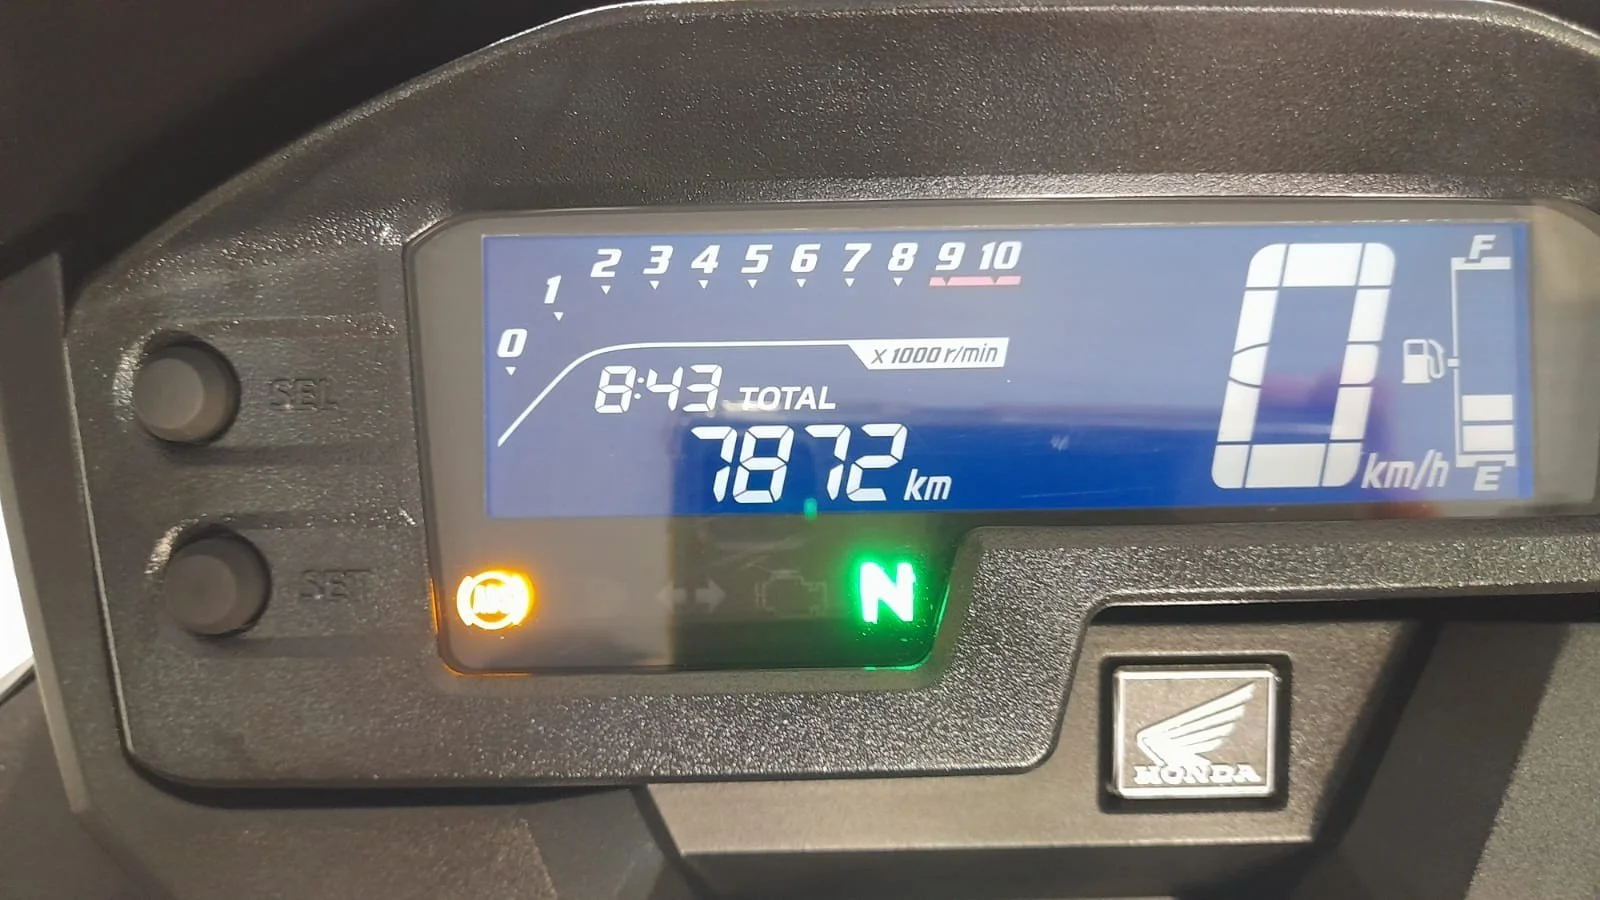 2 3 4 5 6 7 8 9 10
1
0
x 1000 r/min
8:43 TOTAL
7872 km
0 km/h
F
E
SEL
SET
ABS
N
HONDA